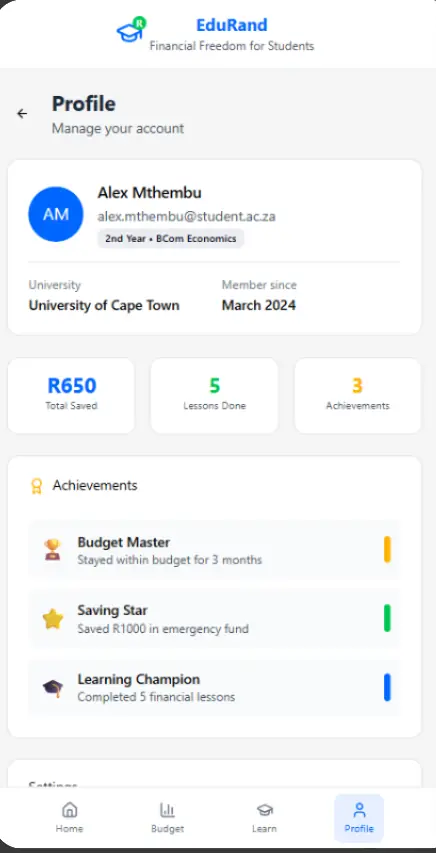 R
EduRand
Financial Freedom for Students
Profile
Manage your account
AM
Alex Mthembu
alex.mthembu@student.ac.za
2nd Year • BCom Economics
University
Member since
University of Cape Town
March 2024
R650
5
3
Total Saved
Lessons Done
Achievements
Achievements
Budget Master
Stayed within budget for 3 months
Saving Star
Saved R1000 in emergency fund
Learning Champion
Completed 5 financial lessons
Settings
Home
Budget
Learn
Profile